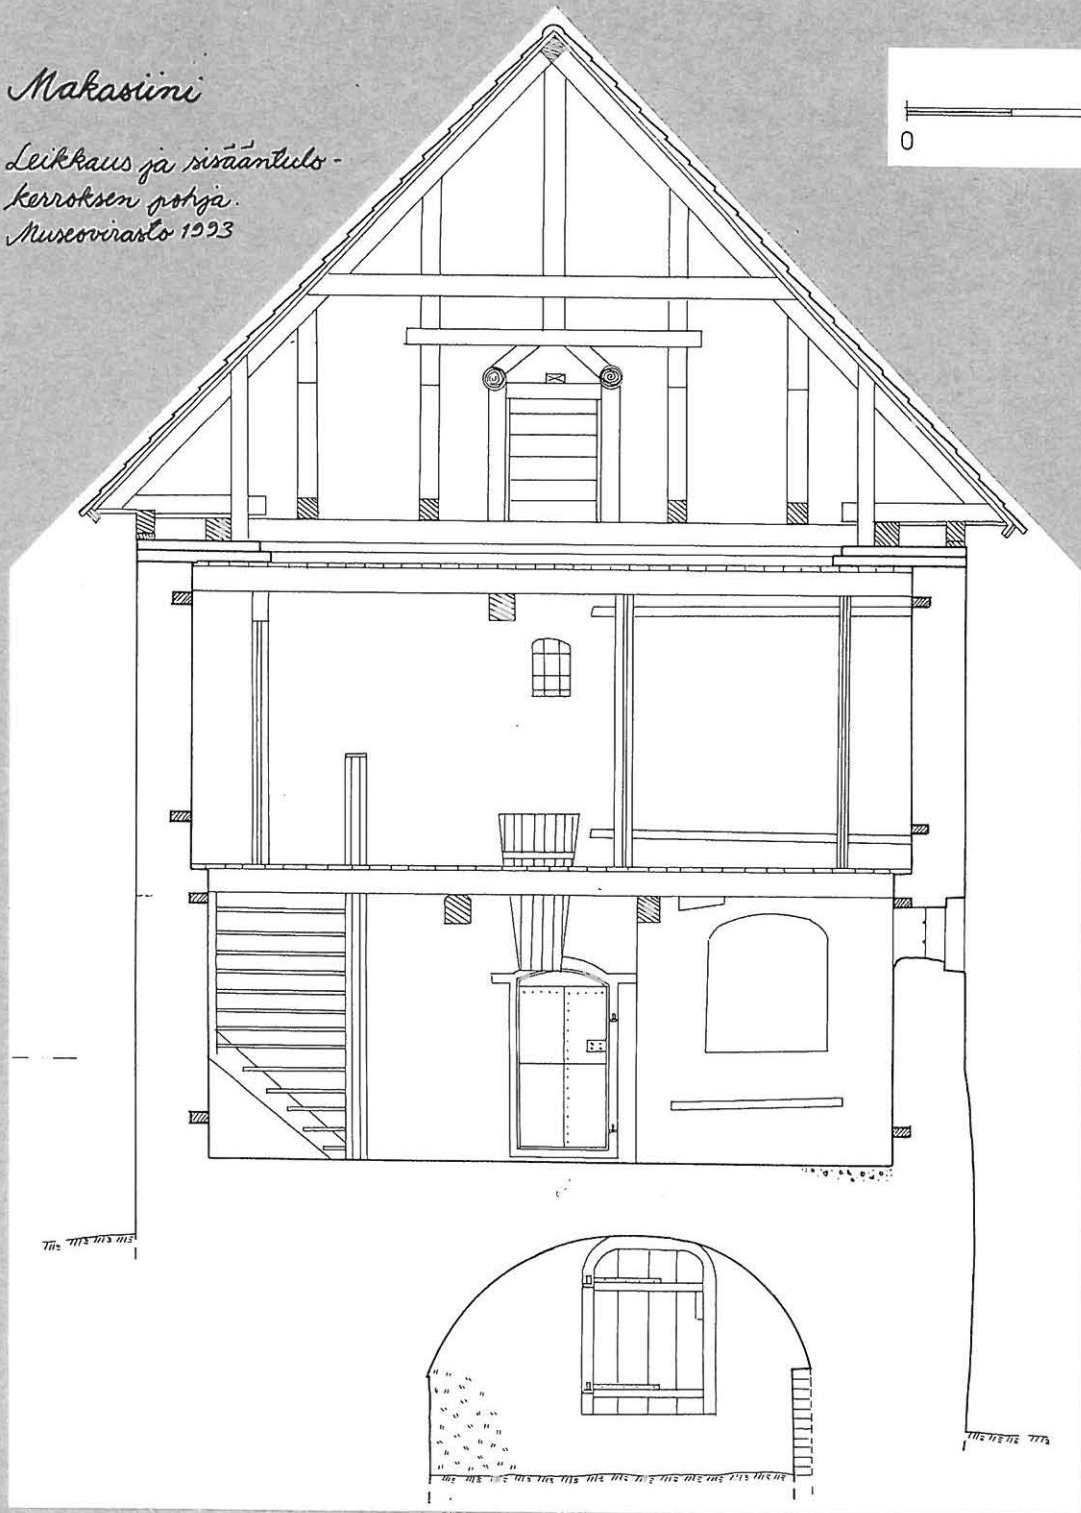 Makasiini
Leikkaus ja sisääntulo-
kerroksen pohja.
Museovirasto 1993
0